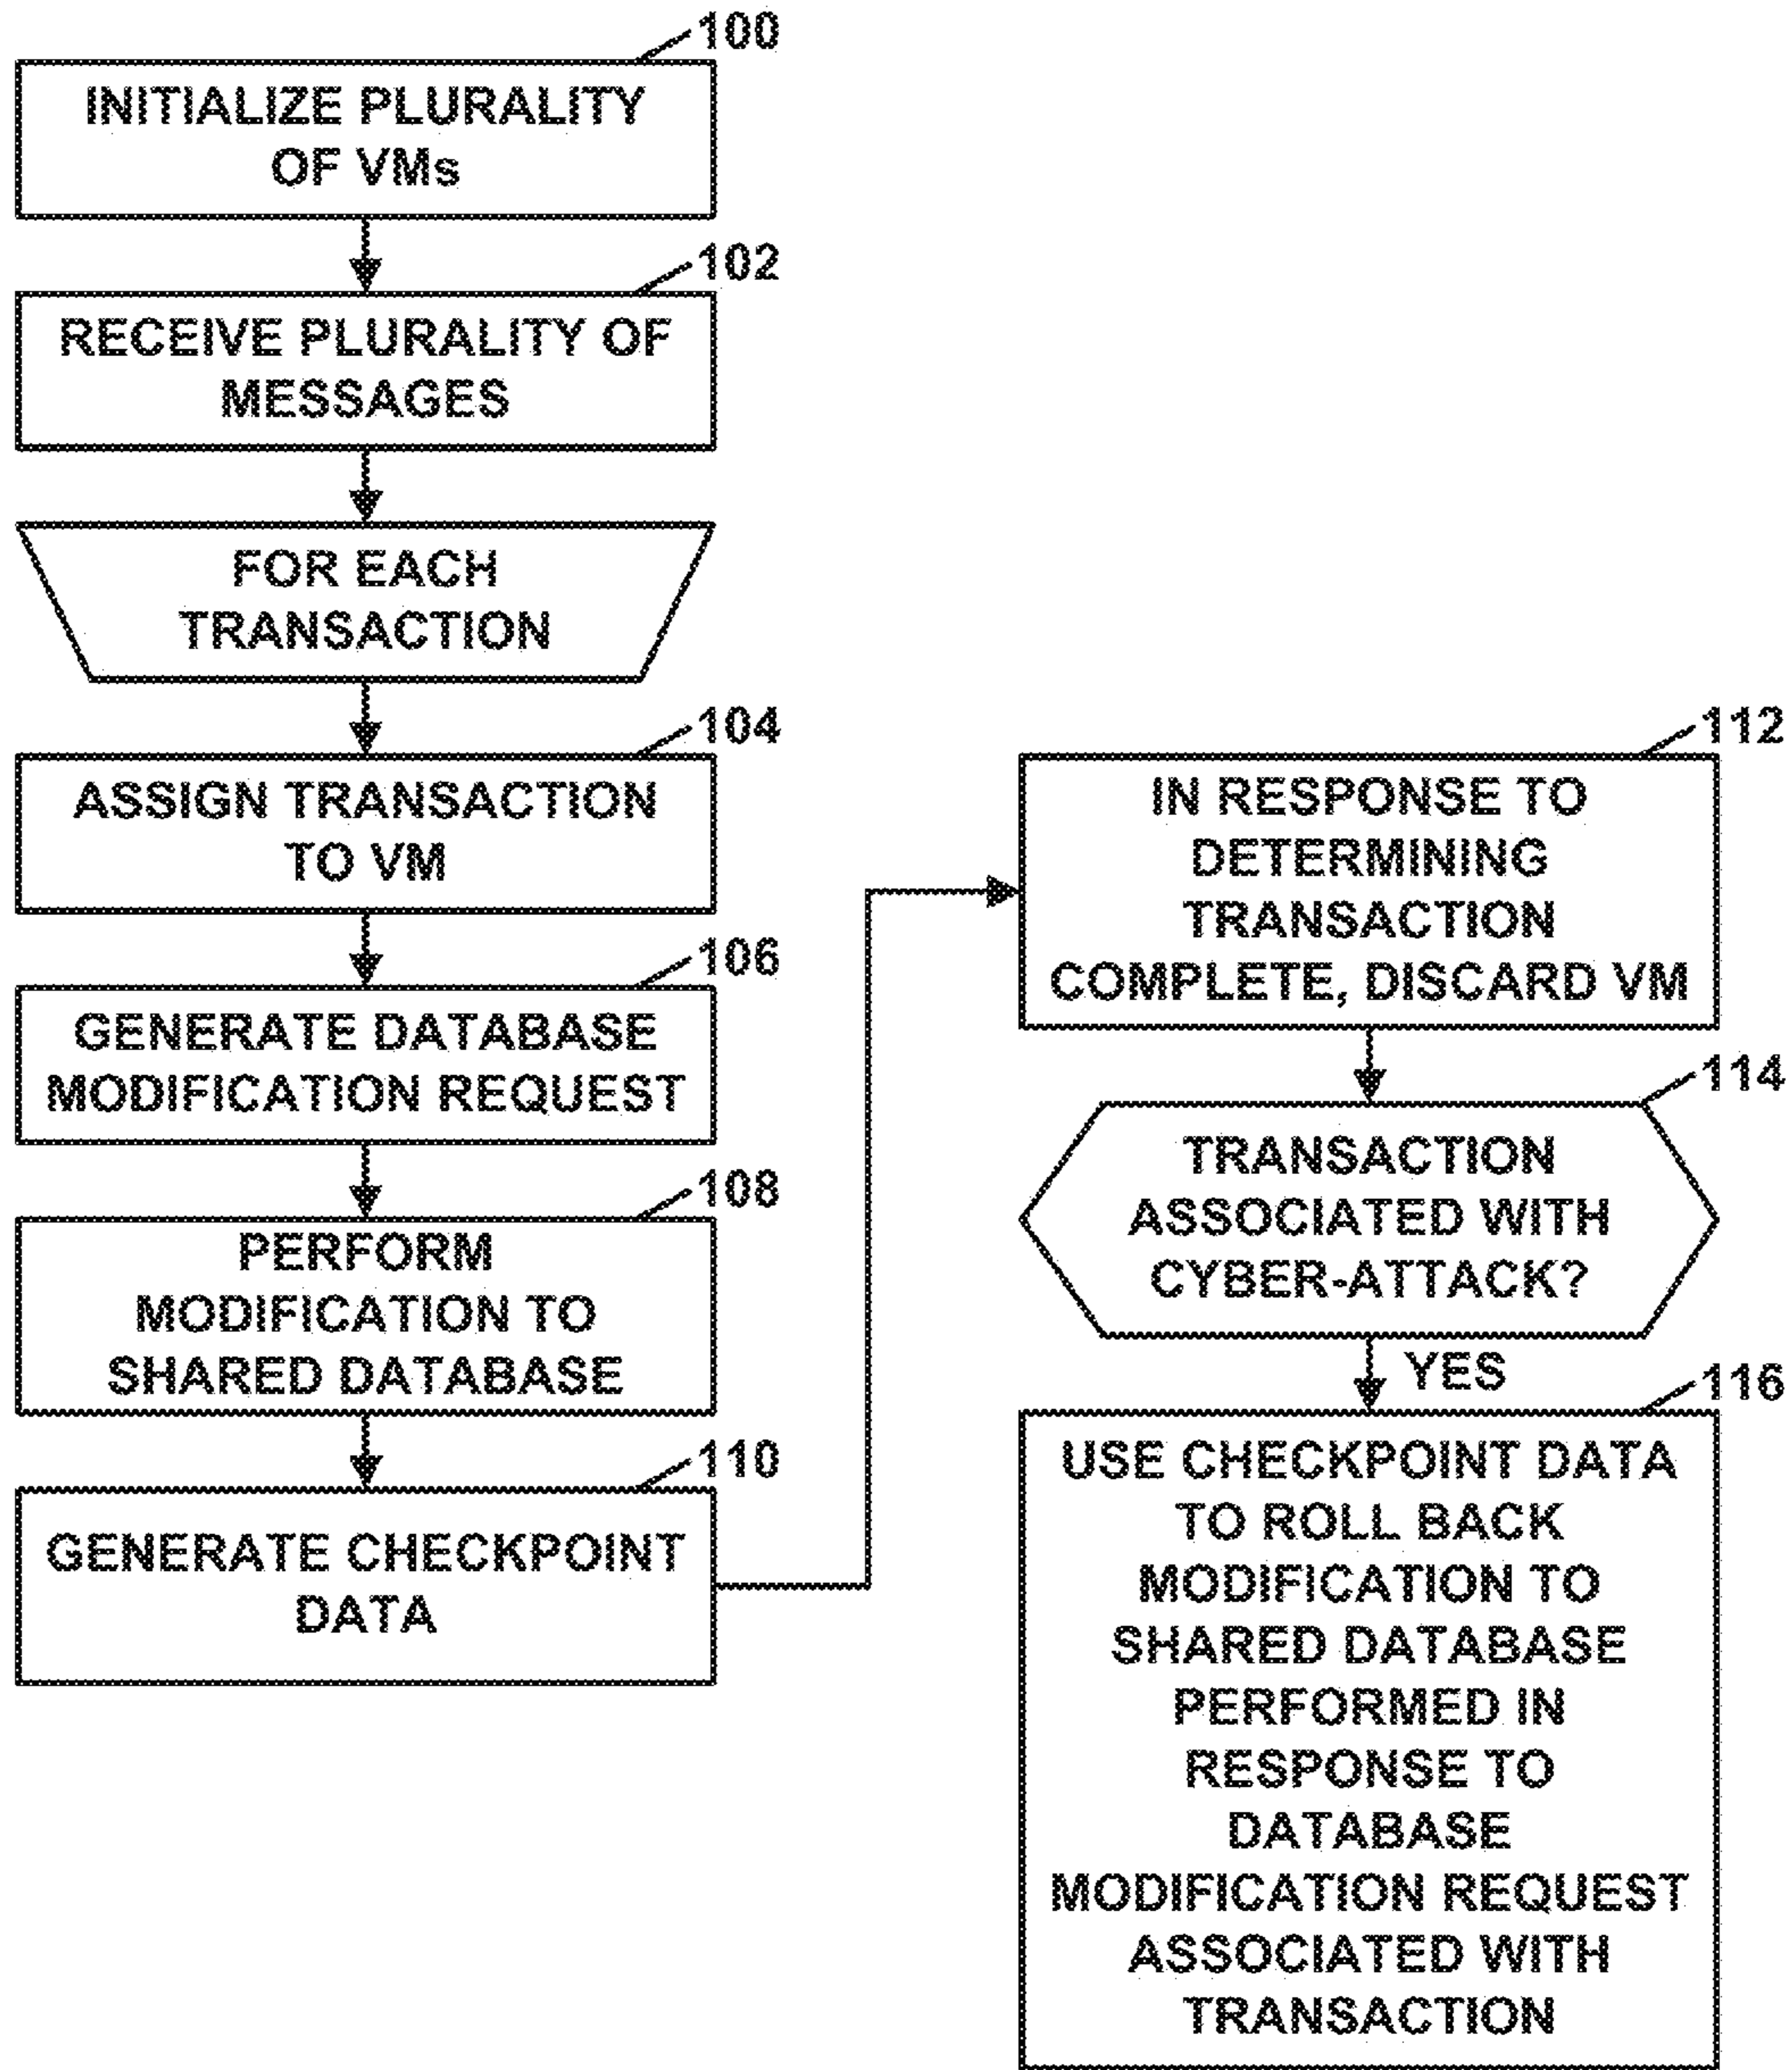 100
INITIALIZE PLURALITY
OF VMs
102
RECEIVE PLURALITY OF
MESSAGES
FOR EACH
TRANSACTION
104
ASSIGN TRANSACTION
TO VM
106
GENERATE DATABASE
MODIFICATION REQUEST
108
PERFORM
MODIFICATION TO
SHARED DATABASE
110
GENERATE CHECKPOINT
DATA
112
IN RESPONSE TO
DETERMINING
TRANSACTION
COMPLETE, DISCARD VM
114
TRANSACTION
ASSOCIATED WITH
CYBER-ATTACK?
YES
116
USE CHECKPOINT DATA
TO ROLL BACK
MODIFICATION TO
SHARED DATABASE
PERFORMED IN
RESPONSE TO
DATABASE
MODIFICATION REQUEST
ASSOCIATED WITH
TRANSACTION